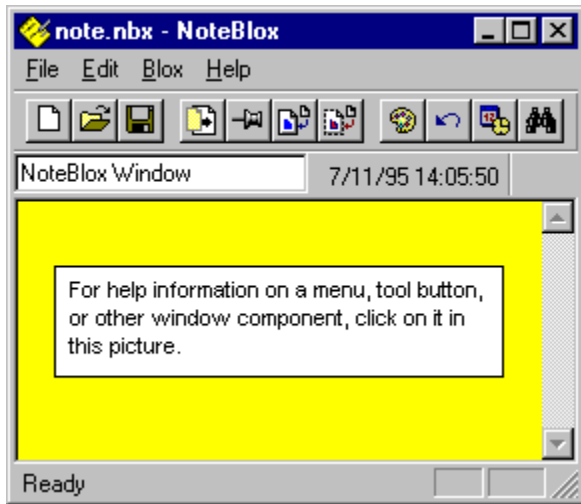 note.nbx - NoteBlox
File Edit Blox Help
NoteBlox Window 7/11/95 14:05:50
For help information on a menu, tool button,
or other window component, click on it in
this picture.
Ready